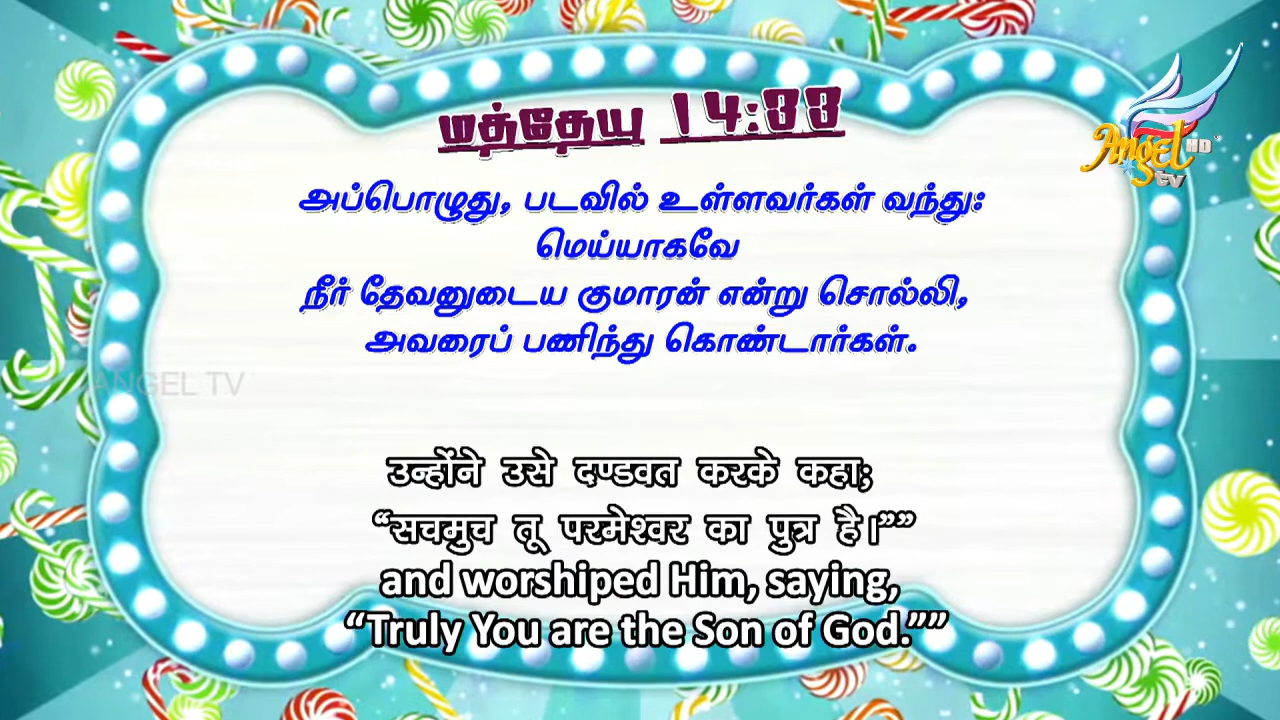 மத்தேயு 14:33
Angel HD
tv
அப்பொழுது, படவில் உள்ளவர்கள் வந்து:
மெய்யாகவே
நீர் தேவனுடைய குமாரன் என்று சொல்லி,
அவரைப் பணிந்து கொண்டார்கள்.
ANGEL TV
उन्होंने उसे दण्डवत करके कहा;
“सचमुच तू परमेश्वर का पुत्र है।””
and worshiped Him, saying,
“Truly You are the Son of God.””